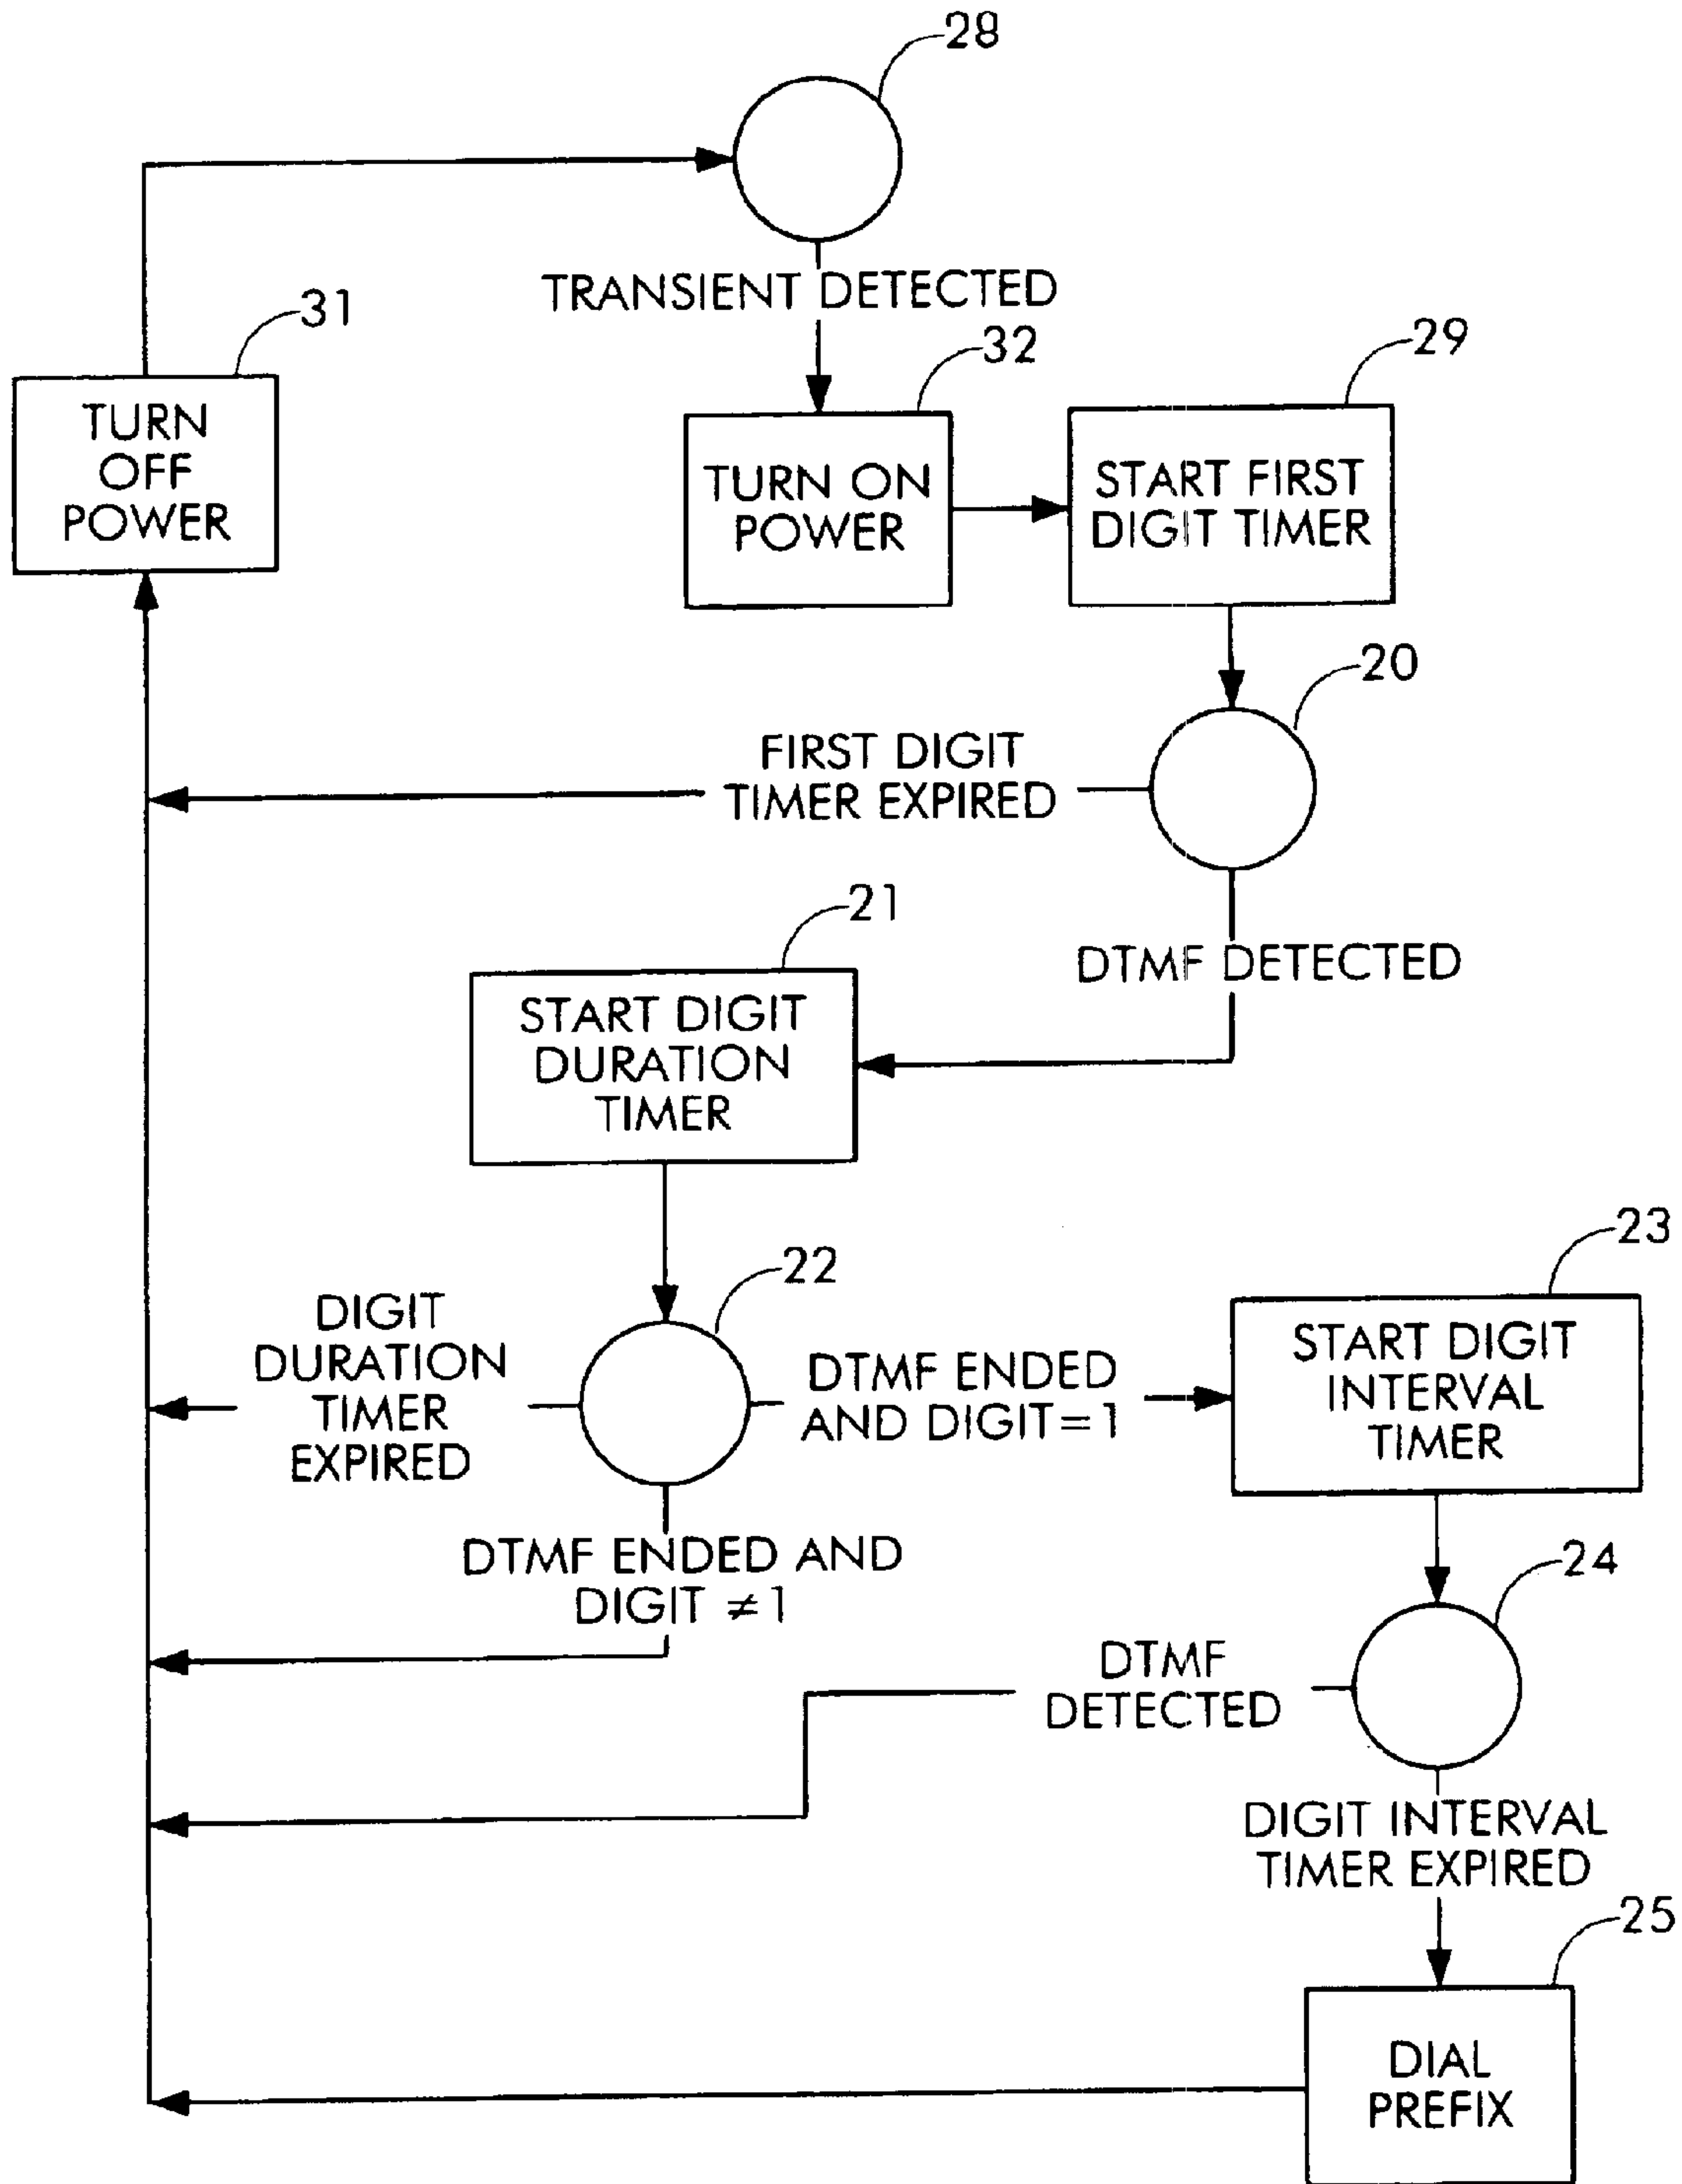 28
TRANSIENT DETECTED
31
32
29
TURN
OFF
POWER
TURN ON
POWER
START FIRST
DIGIT TIMER
20
FIRST DIGIT
TIMER EXPIRED
21
DTMF DETECTED
START DIGIT
DURATION
TIMER
22
23
DIGIT
DURATION
TIMER
EXPIRED
DTMF ENDED
AND DIGIT=1
START DIGIT
INTERVAL
TIMER
DTMF ENDED AND
DIGIT ≠1
24
DTMF
DETECTED
DIGIT INTERVAL
TIMER EXPIRED
25
DIAL
PREFIX